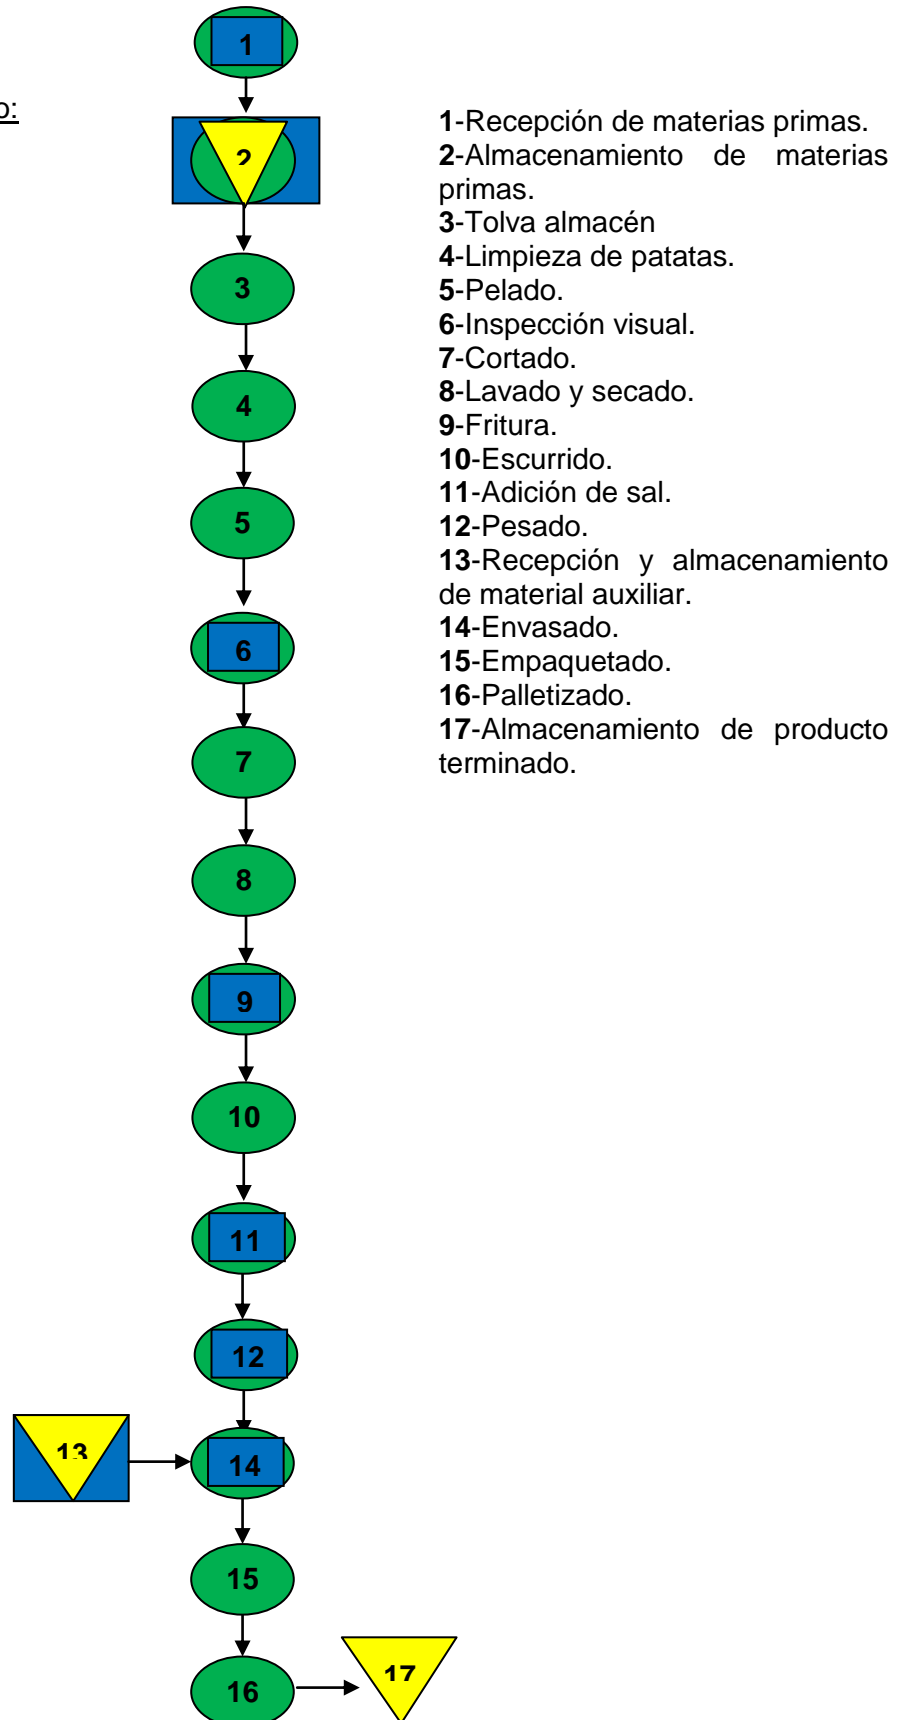 o:
1
2
3
4
5
6
7
8
9
10
11
12
13
14
15
16
17
1-Recepción de materias primas.
2-Almacenamiento de materias
primas.
3-Tolva almacén
4-Limpieza de patatas.
5-Pelado.
6-Inspección visual.
7-Cortado.
8-Lavado y secado.
9-Fritura.
10-Escurrido.
11-Adición de sal.
12-Pesado.
13-Recepción y almacenamiento
de material auxiliar.
14-Envasado.
15-Empaquetado.
16-Palletizado.
17-Almacenamiento de producto
terminado.